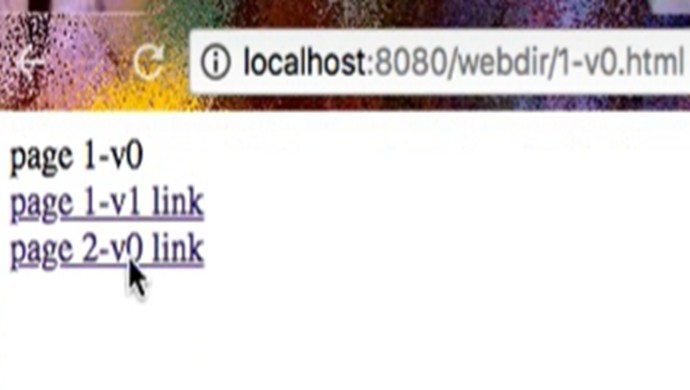 localhost:8080/webdir/1-v0.html
page 1-v0
page 1-v1 link
page 2-v0 link